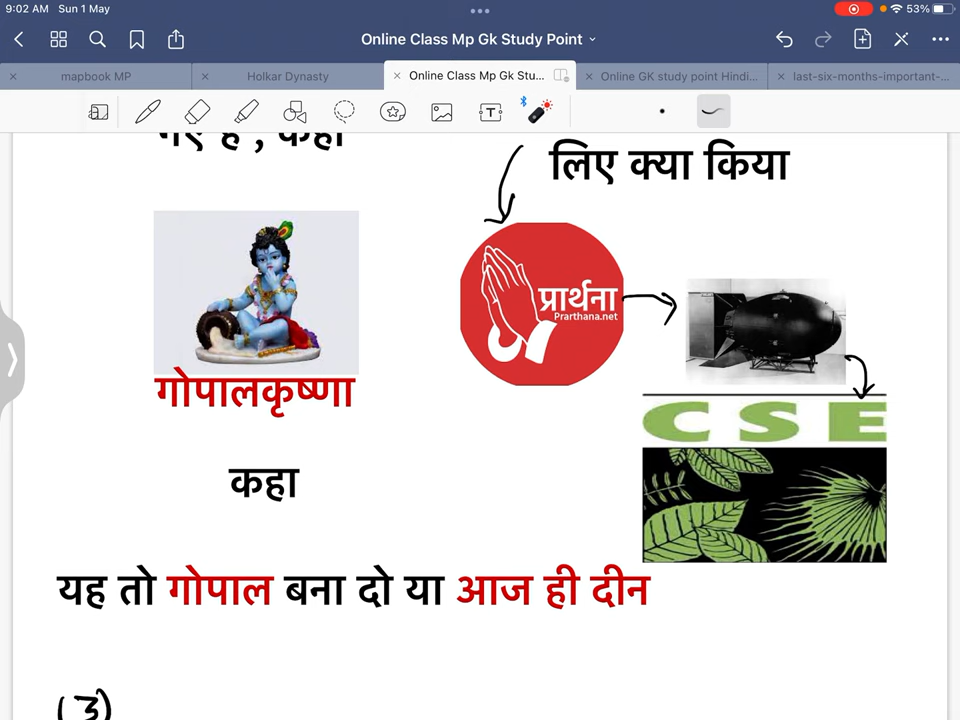 9:02 AM Sun 1 May
53%
Online Class Mp Gk Study Point
mapbook MP
Holkar Dynasty
Online Class Mp Gk Stu...
Online GK study point Hindi...
last-six-months-important-...
गए है , कहा
लिए क्या किया
प्रार्थना
Prarthana.net
गोपालकृष्णा
CSE
कहा
यह तो गोपाल बना दो या आज ही दीन
(उ)